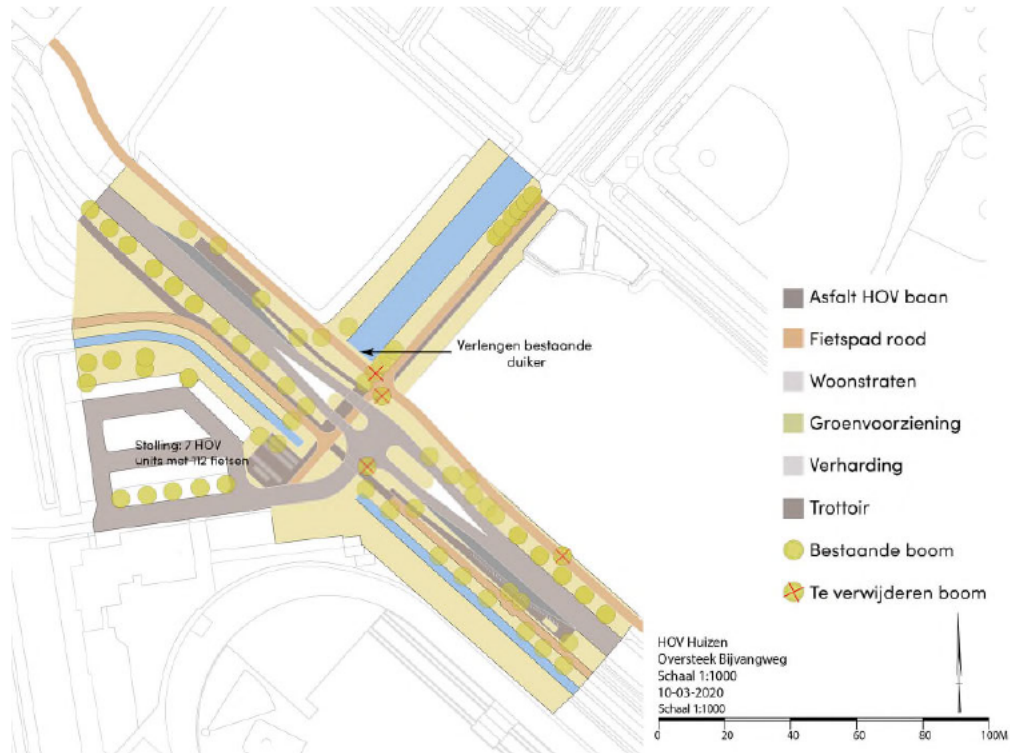 Verlengen bestaande
duiker
Stalling: 7 HOV
units met 112 fietsen
Asfalt HOV baan
Fietspad rood
Woonstraten
Groenvoorziening
Verharding
Trottoir
Bestaande boom
Te verwijderen boom
HOV Huizen
Oversteek Bijvangweg
Schaal 1:1000
10-03-2020
Schaal 1:1000
0 20 40 60 80 100M